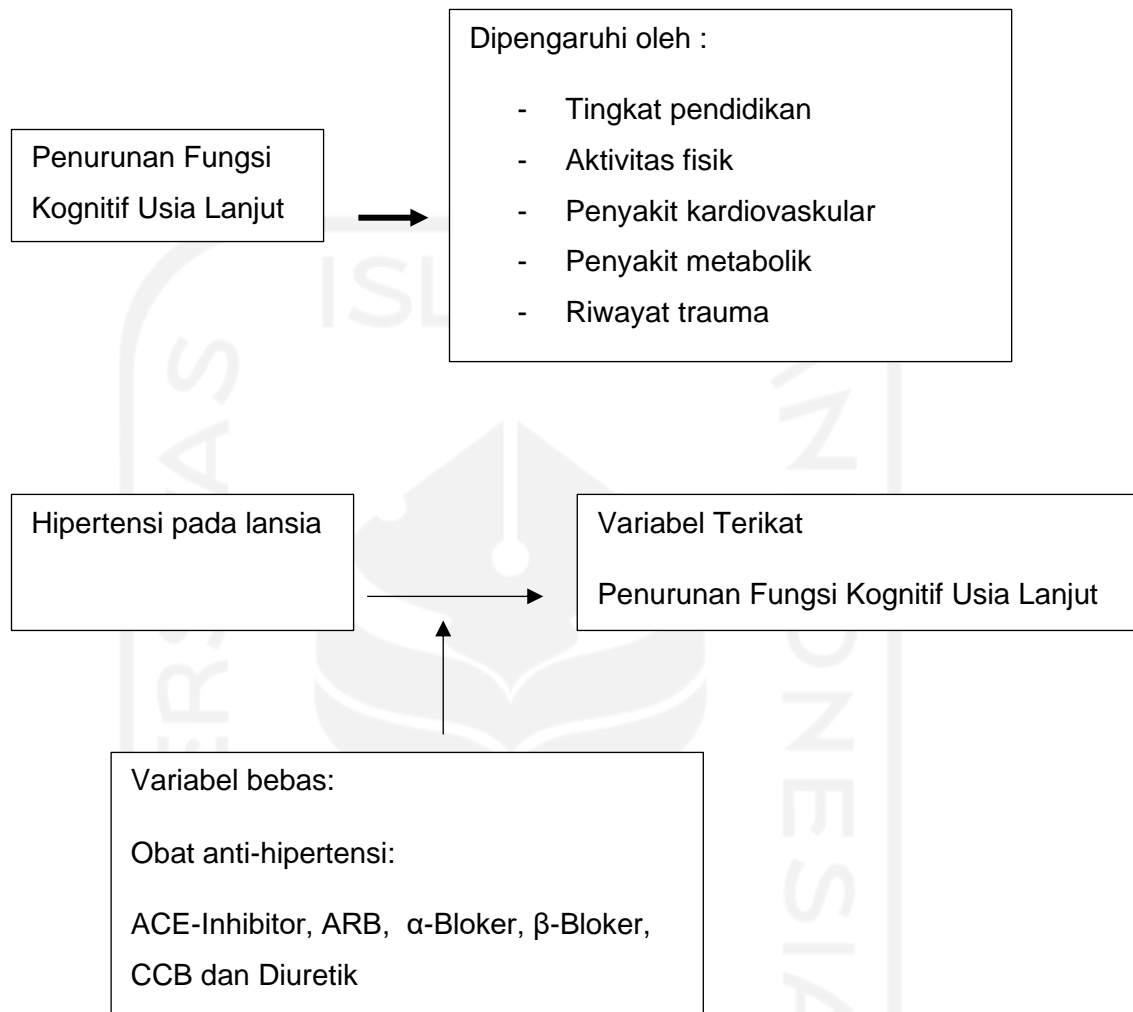 Dipengaruhi oleh :
- Tingkat pendidikan
- Aktivitas fisik
- Penyakit kardiovaskular
- Penyakit metabolik
- Riwayat trauma
Penurunan Fungsi
Kognitif Usia Lanjut
Hipertensi pada lansia
Variabel Terikat
Penurunan Fungsi Kognitif Usia Lanjut
Variabel bebas:
Obat anti-hipertensi:
ACE-Inhibitor, ARB, α-Bloker, β-Bloker,
CCB dan Diuretik